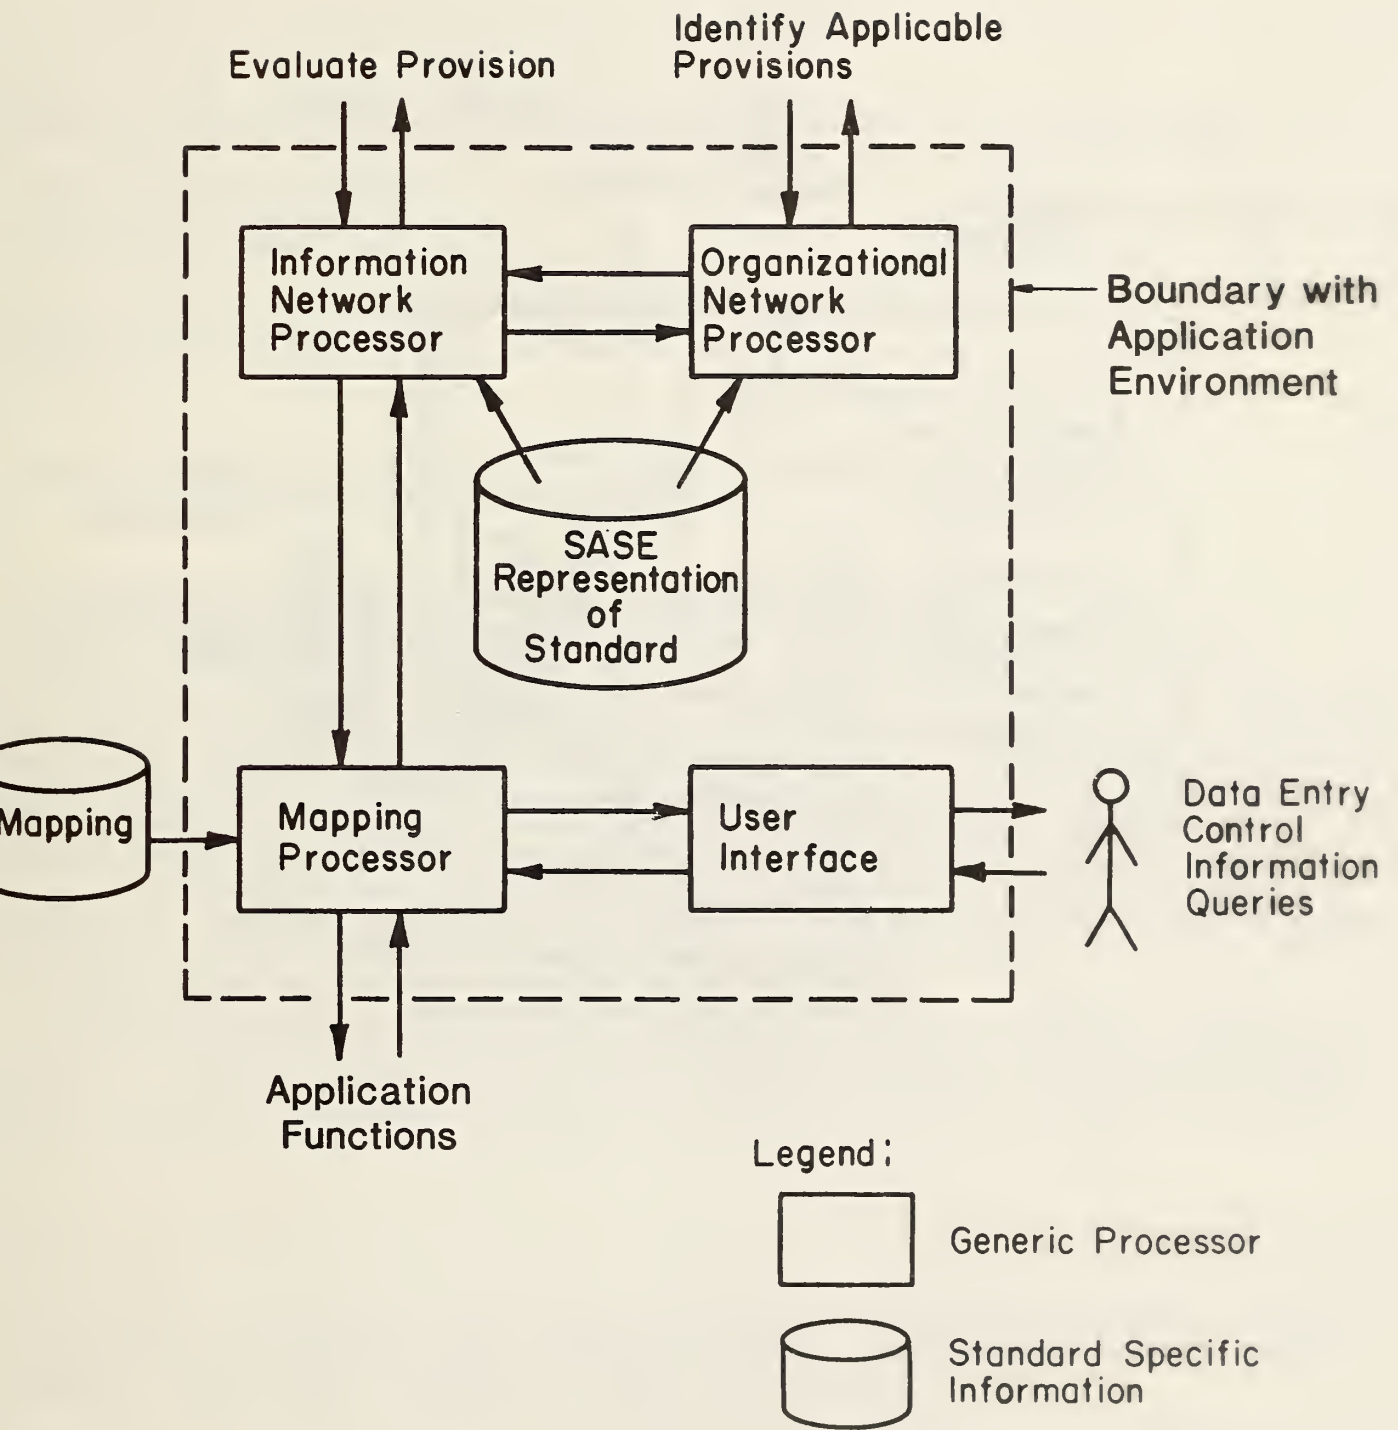 Evaluate Provision
Identify Applicable
Provisions
Information
Network
Processor
Organizational
Network
Processor
Boundary with
Application
Environment
SASE
Representation
of
Standard
Mapping
Mapping
Processor
User
Interface
Data Entry
Control
Information
Queries
Application
Functions
Legend:
Generic Processor
Standard Specific
Information